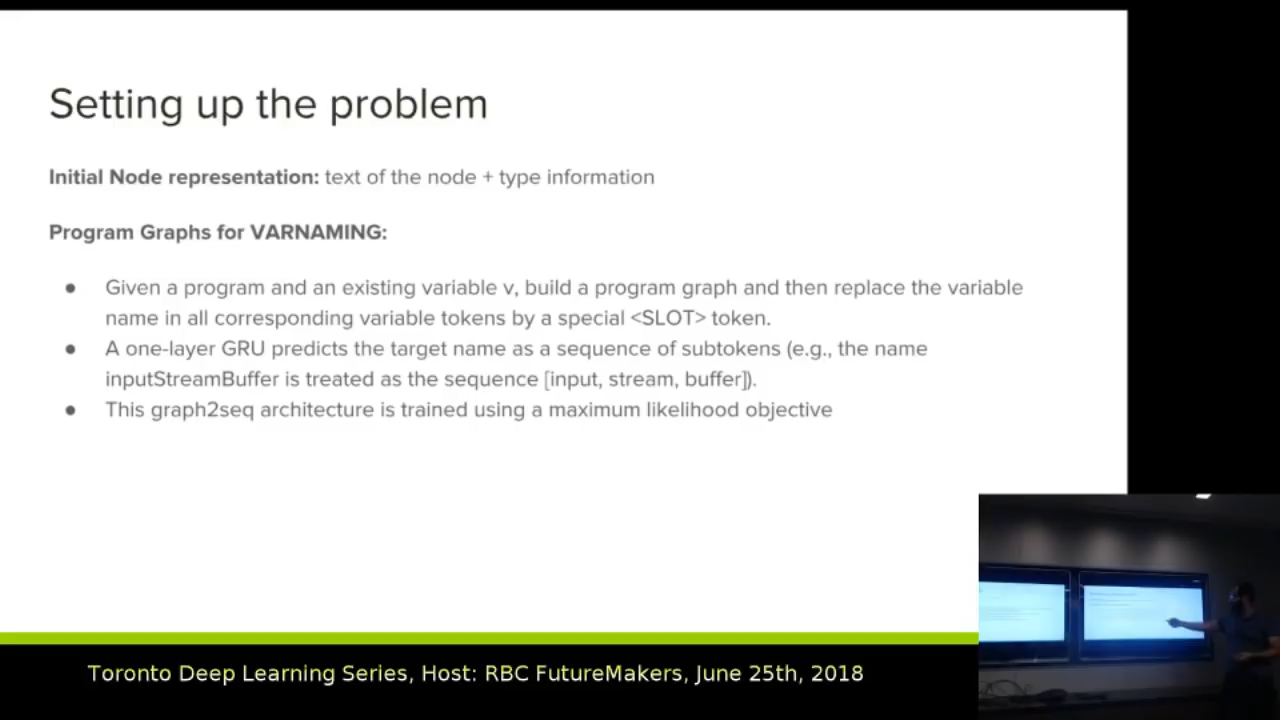 Setting up the problem
Initial Node representation: text of the node + type information
Program Graphs for VARNAMING:
● Given a program and an existing variable v, build a program graph and then replace the variable
name in all corresponding variable tokens by a special <SLOT> token.
● A one-layer GRU predicts the target name as a sequence of subtokens (e.g., the name
inputStreamBuffer is treated as the sequence [input, stream, buffer]).
● This graph2seq architecture is trained using a maximum likelihood objective
Toronto Deep Learning Series, Host: RBC FutureMakers, June 25th, 2018